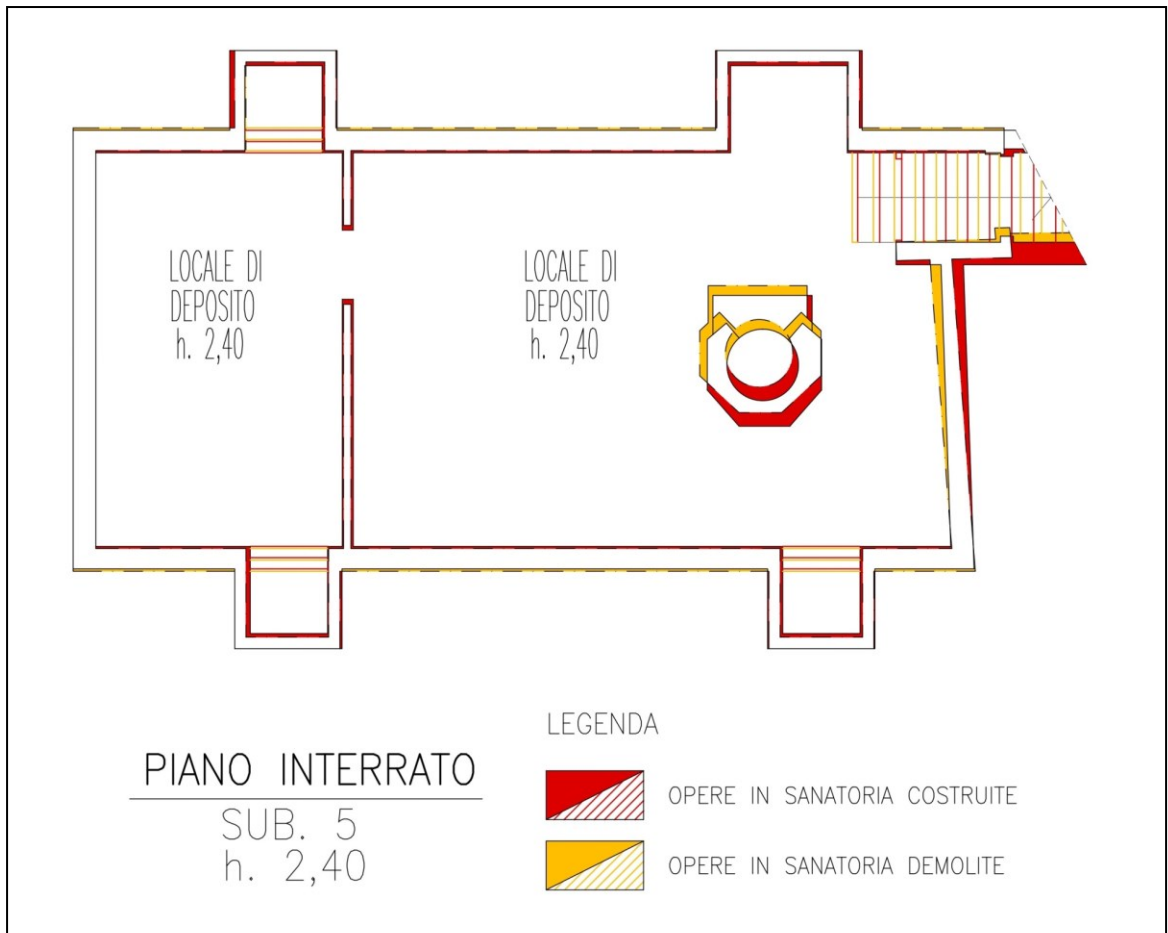 LOCALE DI
DEPOSITO
h. 2,40
LOCALE DI
DEPOSITO
h. 2,40
PIANO INTERRATO
SUB. 5
h. 2,40
LEGENDA
OPERE IN SANATORIA COSTRUITE
OPERE IN SANATORIA DEMOLITE